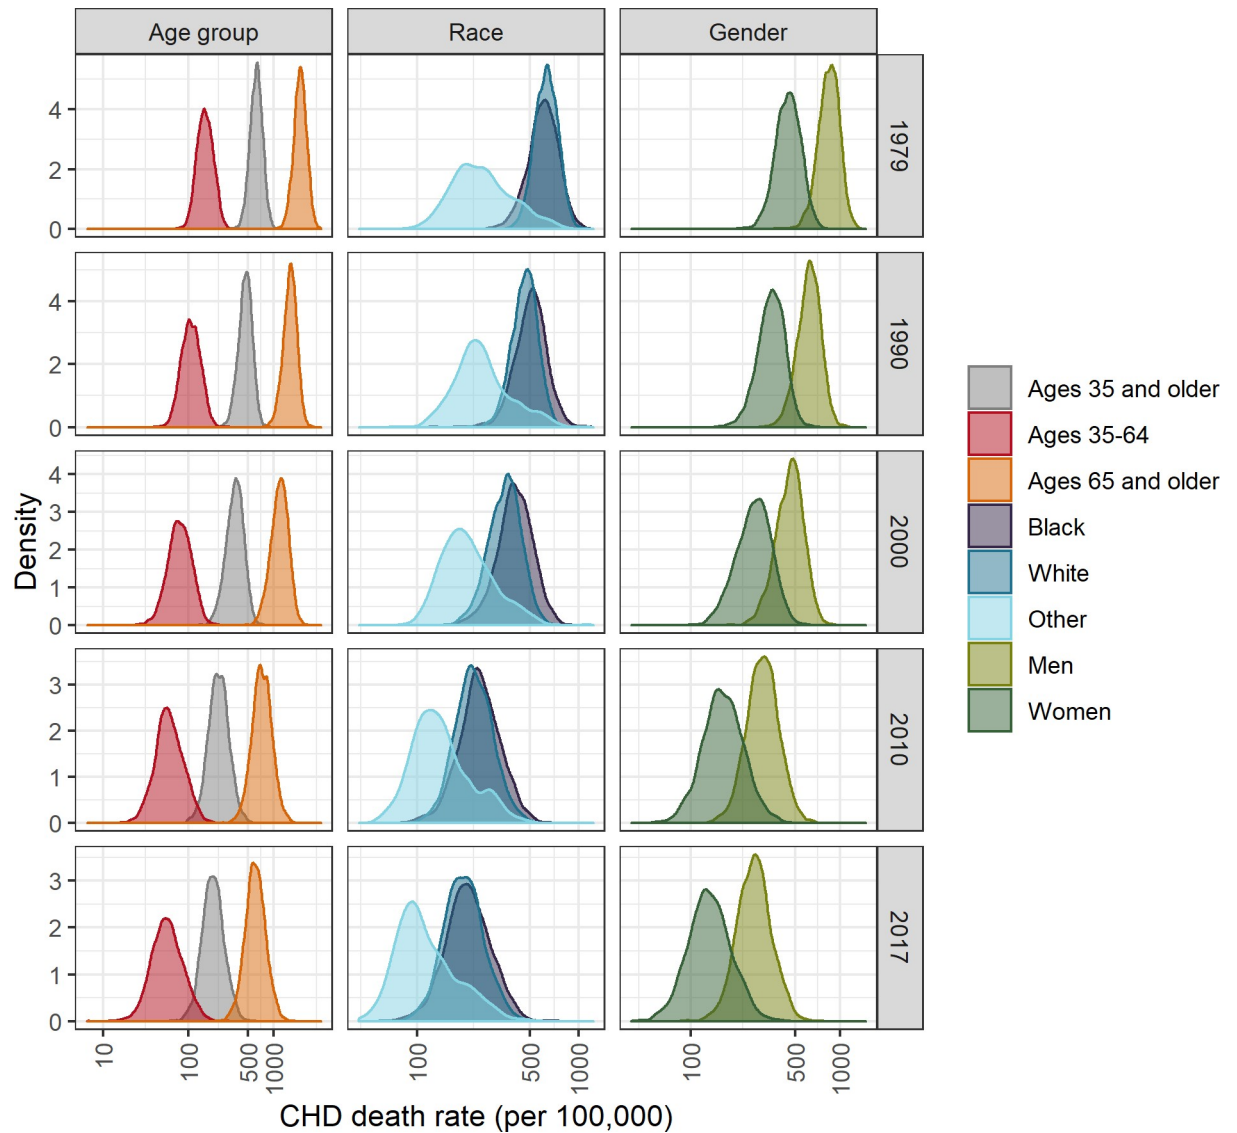 Age group
Race
Gender
4
2
0
1979
4
2
0
1990
4
3
2
1
0
2000
3
2
1
0
2010
3
2
1
0
2017
10
100
500
1000
100
500
1000
100
500
1000
Density
CHD death rate (per 100,000)
Ages 35 and older
Ages 35-64
Ages 65 and older
Black
White
Other
Men
Women